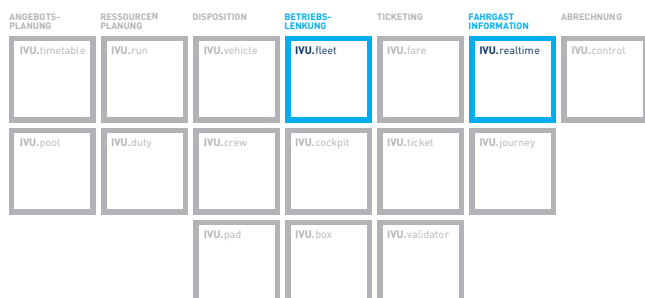 ANGEBOTS-
PLANUNG
RESSOURCEN
PLANUNG
DISPOSITION
BETRIEBS-
LENKUNG
TICKETING
FAHRGAST
INFORMATION
ABRECHNUNG
IVU.timetable
IVU.run
IVU.vehicle
IVU.fleet
IVU.fare
IVU.realtime
IVU.control
IVU.pool
IVU.duty
IVU.crew
IVU.cockpit
IVU.ticket
IVU.journey
IVU.pad
IVU.box
IVU.validator